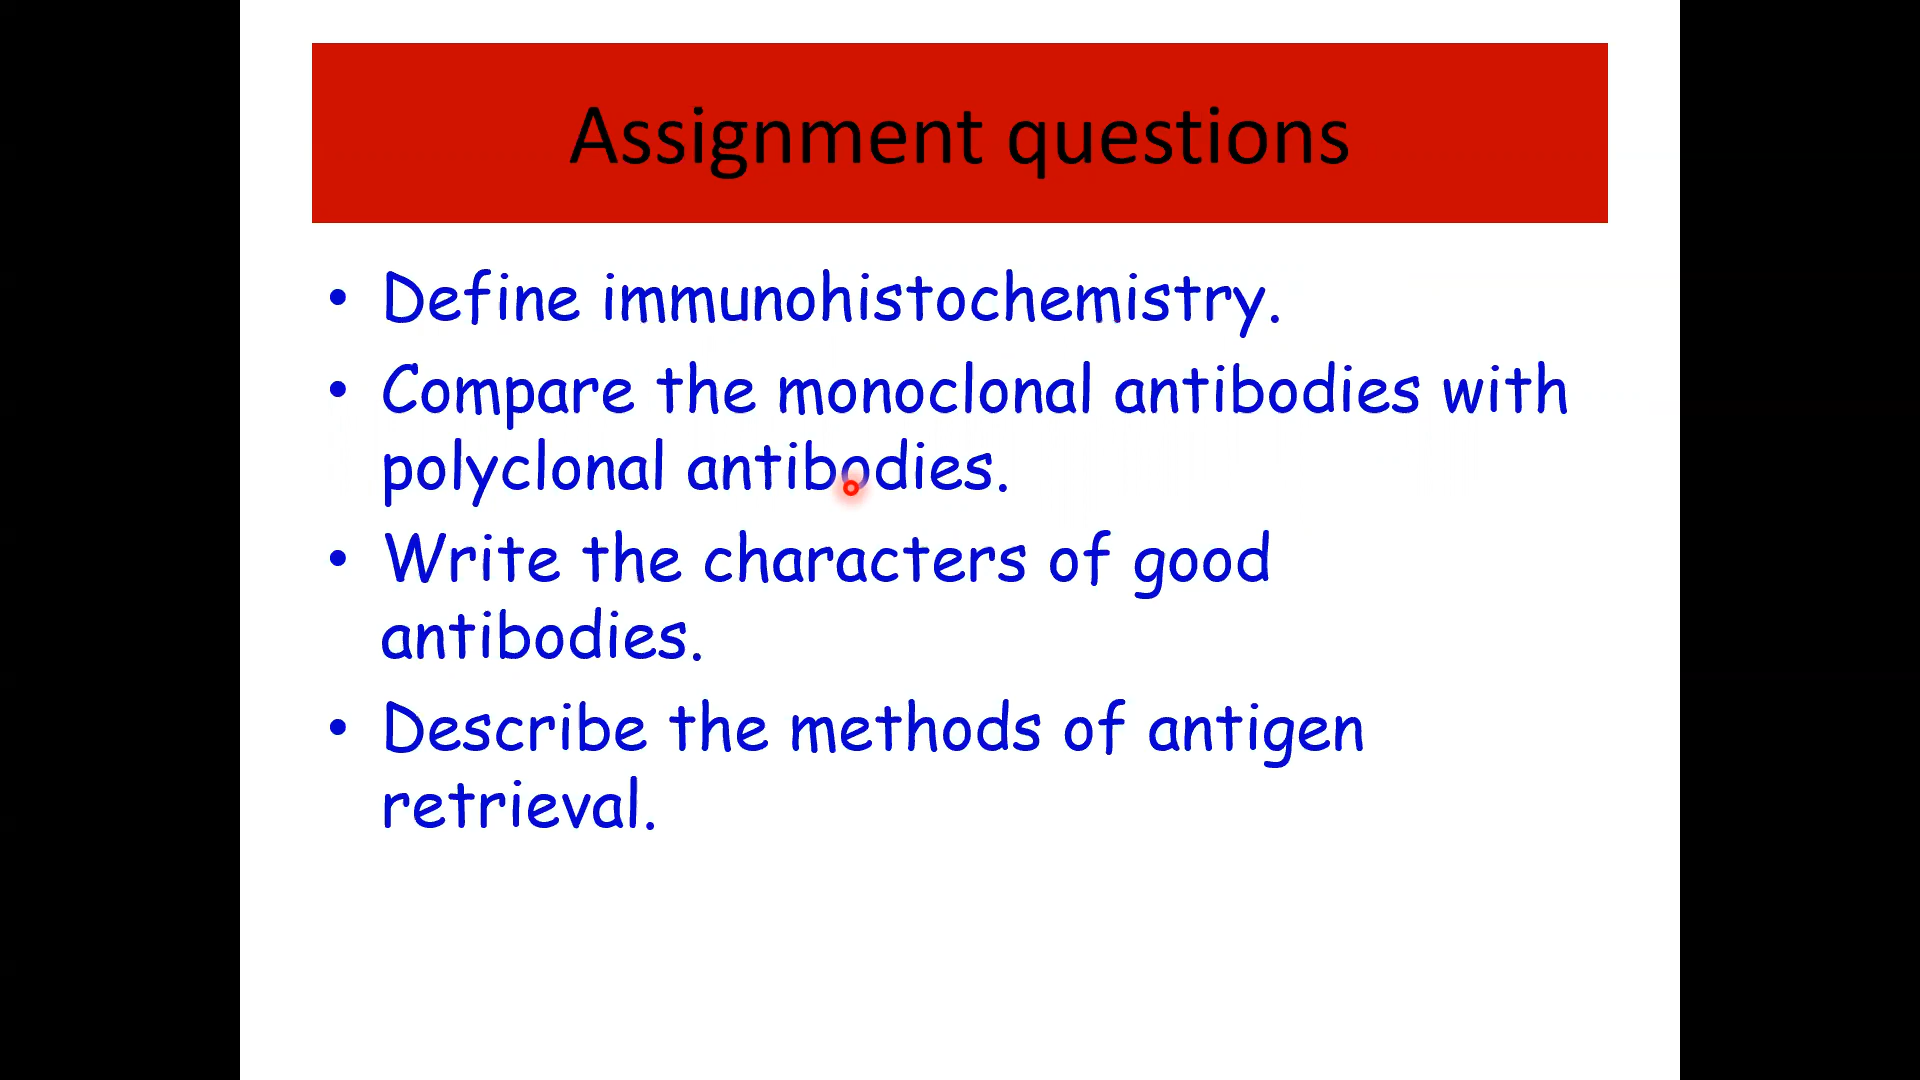 Assignment questions
• Define immunohistochemistry.
• Compare the monoclonal antibodies with
polyclonal antibodies.
• Write the characters of good
antibodies.
• Describe the methods of antigen
retrieval.